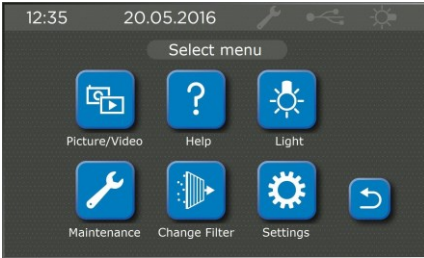 12:35 20.05.2016
Select menu
Picture/Video Help Light
Maintenance Change Filter Settings